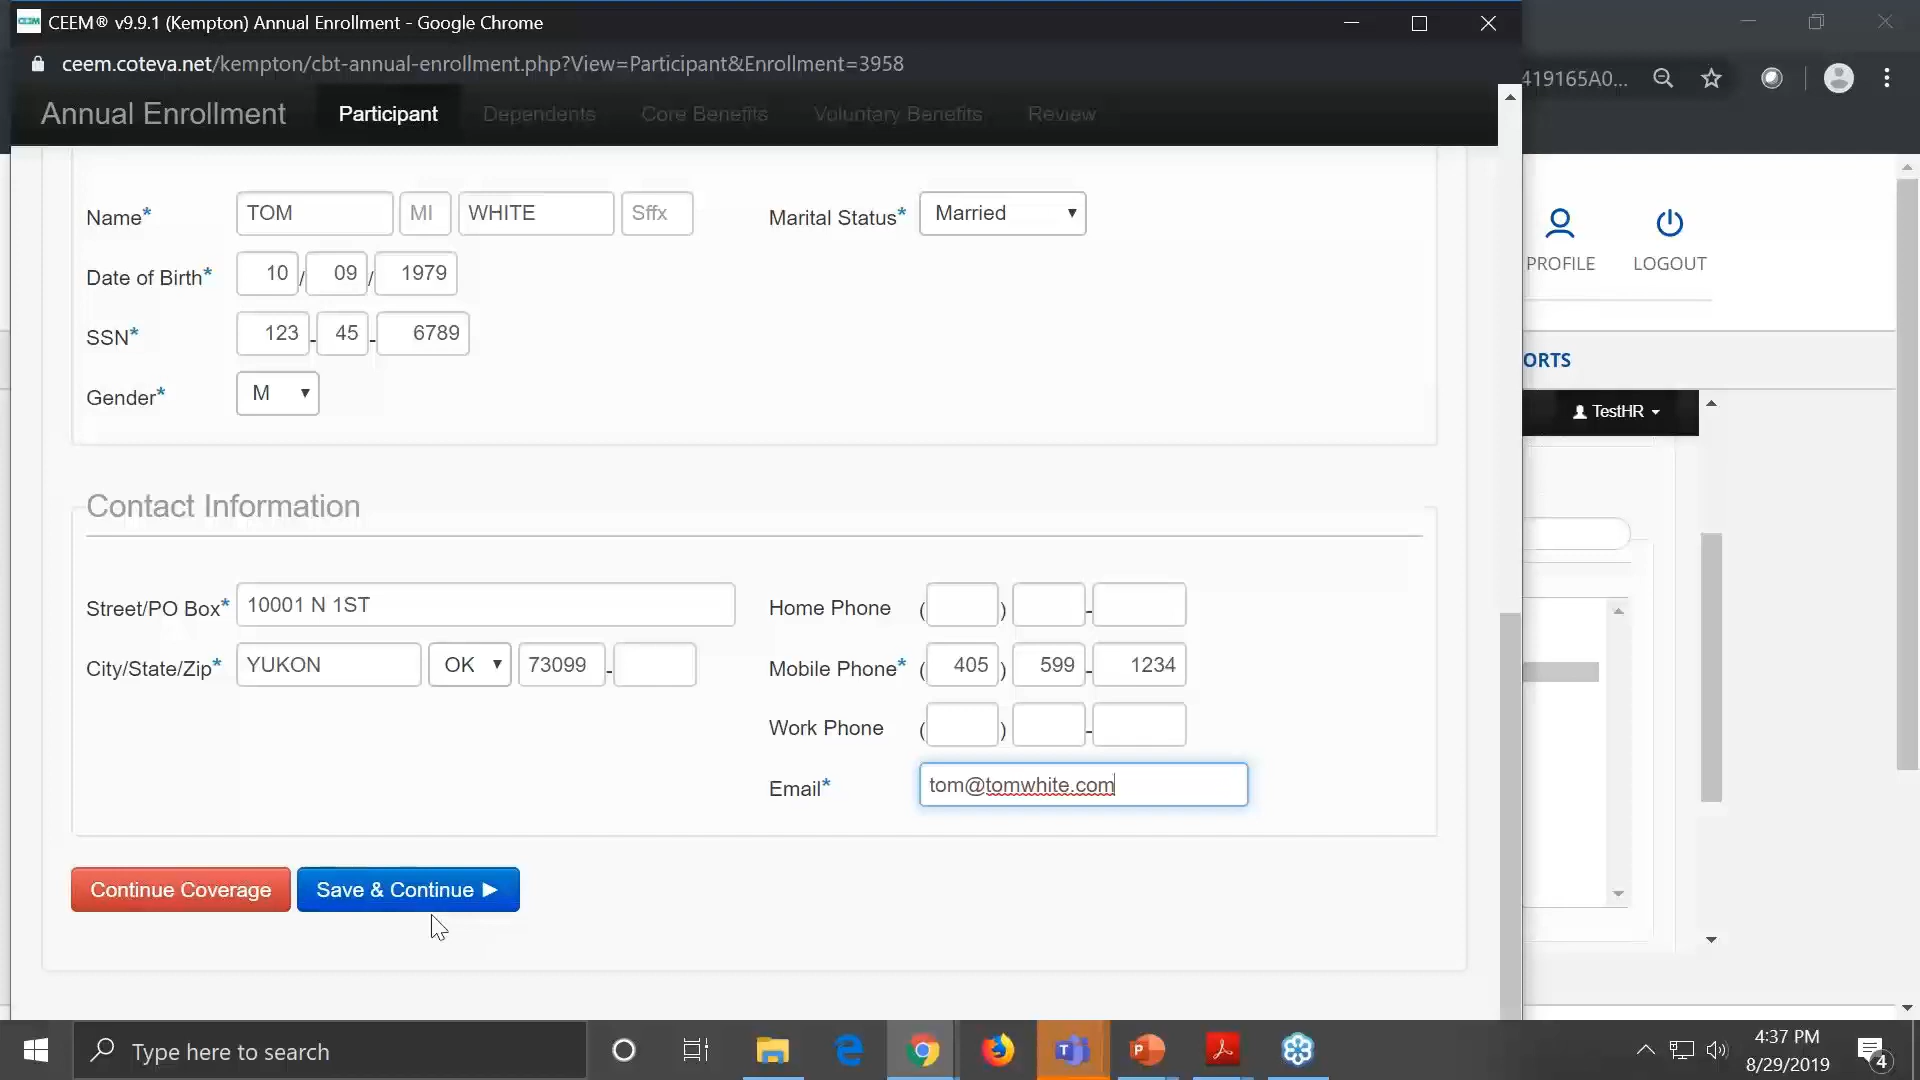 CEEM® v9.9.1 (Kempton) Annual Enrollment - Google Chrome
ceem.coteva.net/kempton/cbt-annual-enrollment.php?View=Participant&Enrollment=3958
419165A0...
Annual Enrollment Participant Dependents Core Benefits Voluntary Benefits Review
Name* TOM MI WHITE Sffx Marital Status* Married
Date of Birth* 10 / 09 / 1979
SSN* 123 - 45 - 6789
Gender* M
PROFILE LOGOUT
ORTS
TestHR
Contact Information
Street/PO Box* 10001 N 1ST Home Phone ( ) -
City/State/Zip* YUKON OK 73099 - Mobile Phone* ( 405 ) 599 - 1234
Work Phone ( ) -
Email* tom@tomwhite.com
Continue Coverage Save & Continue
Type here to search
4:37 PM
8/29/2019
4